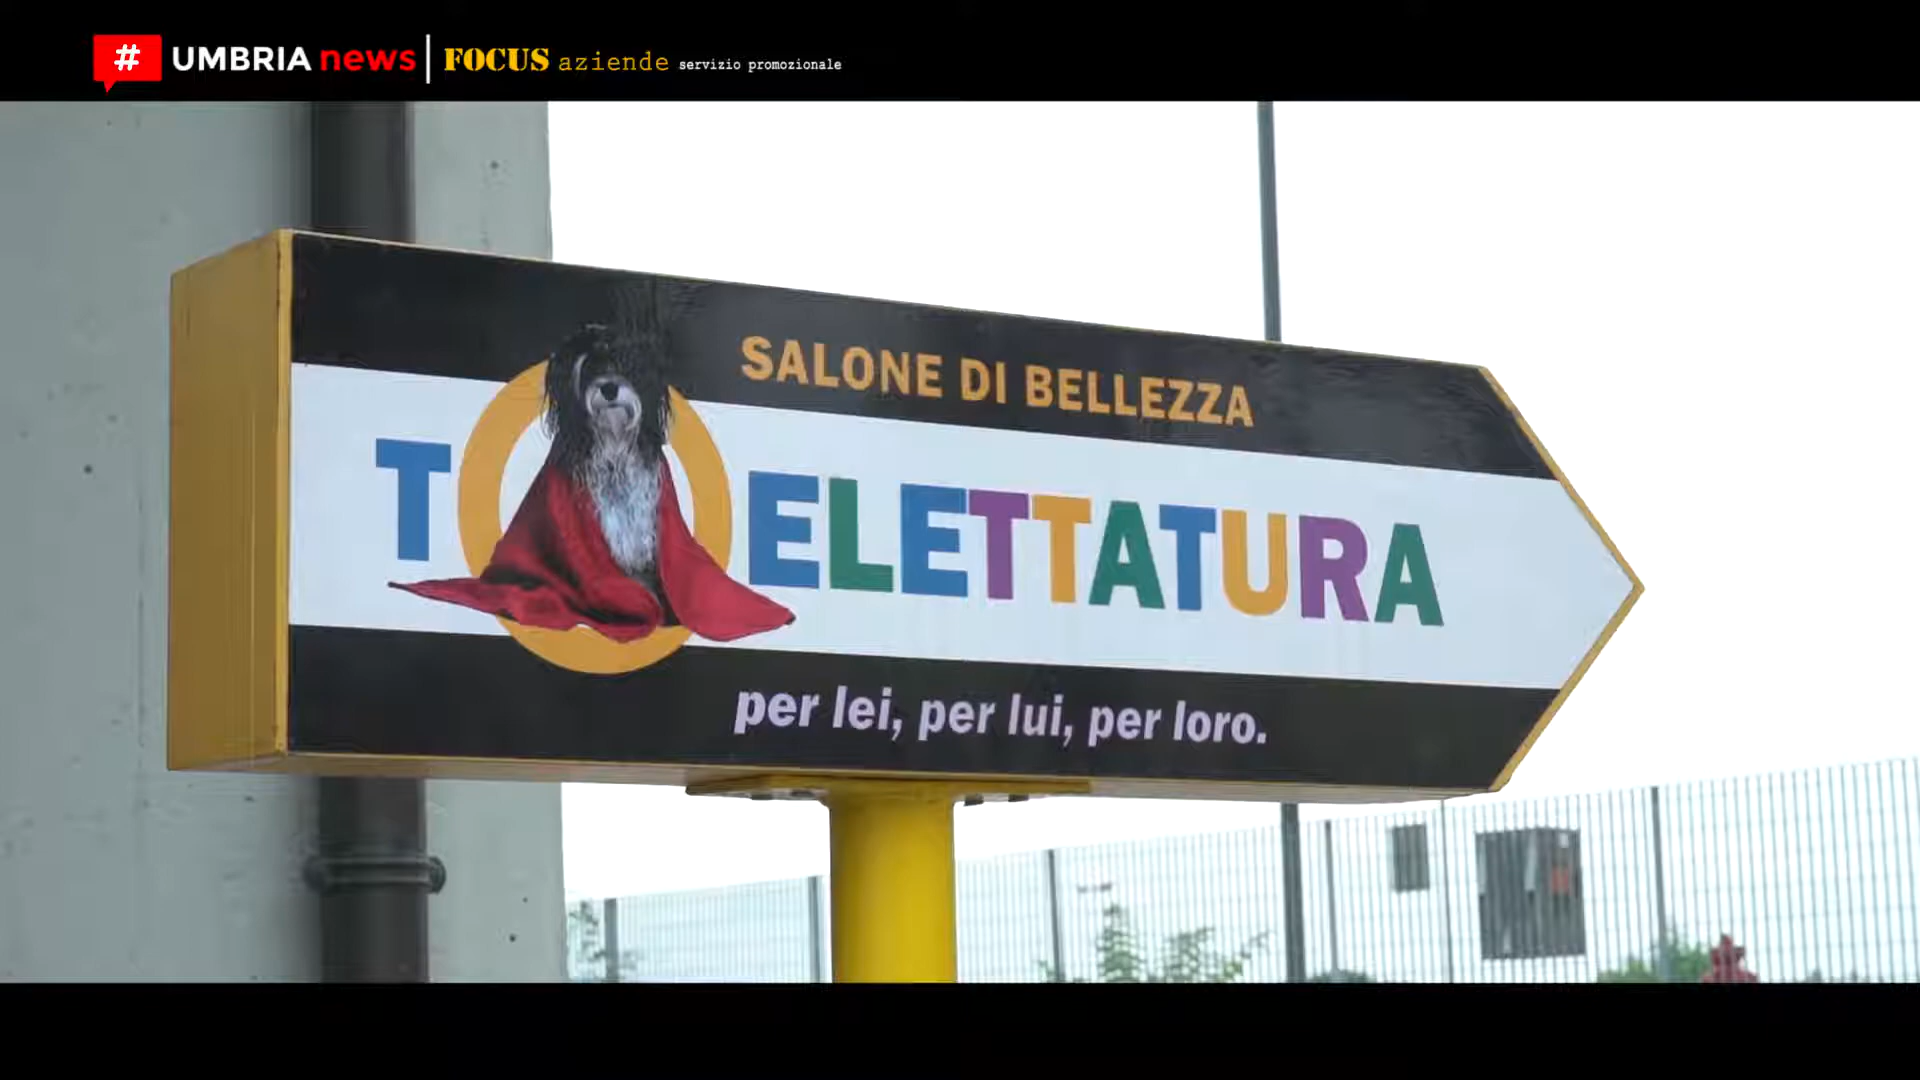 # UMBRIA news FOCUS aziende servizio promozionale
SALONE DI BELLEZZA
TOELETTATURA
per lei, per lui, per loro.